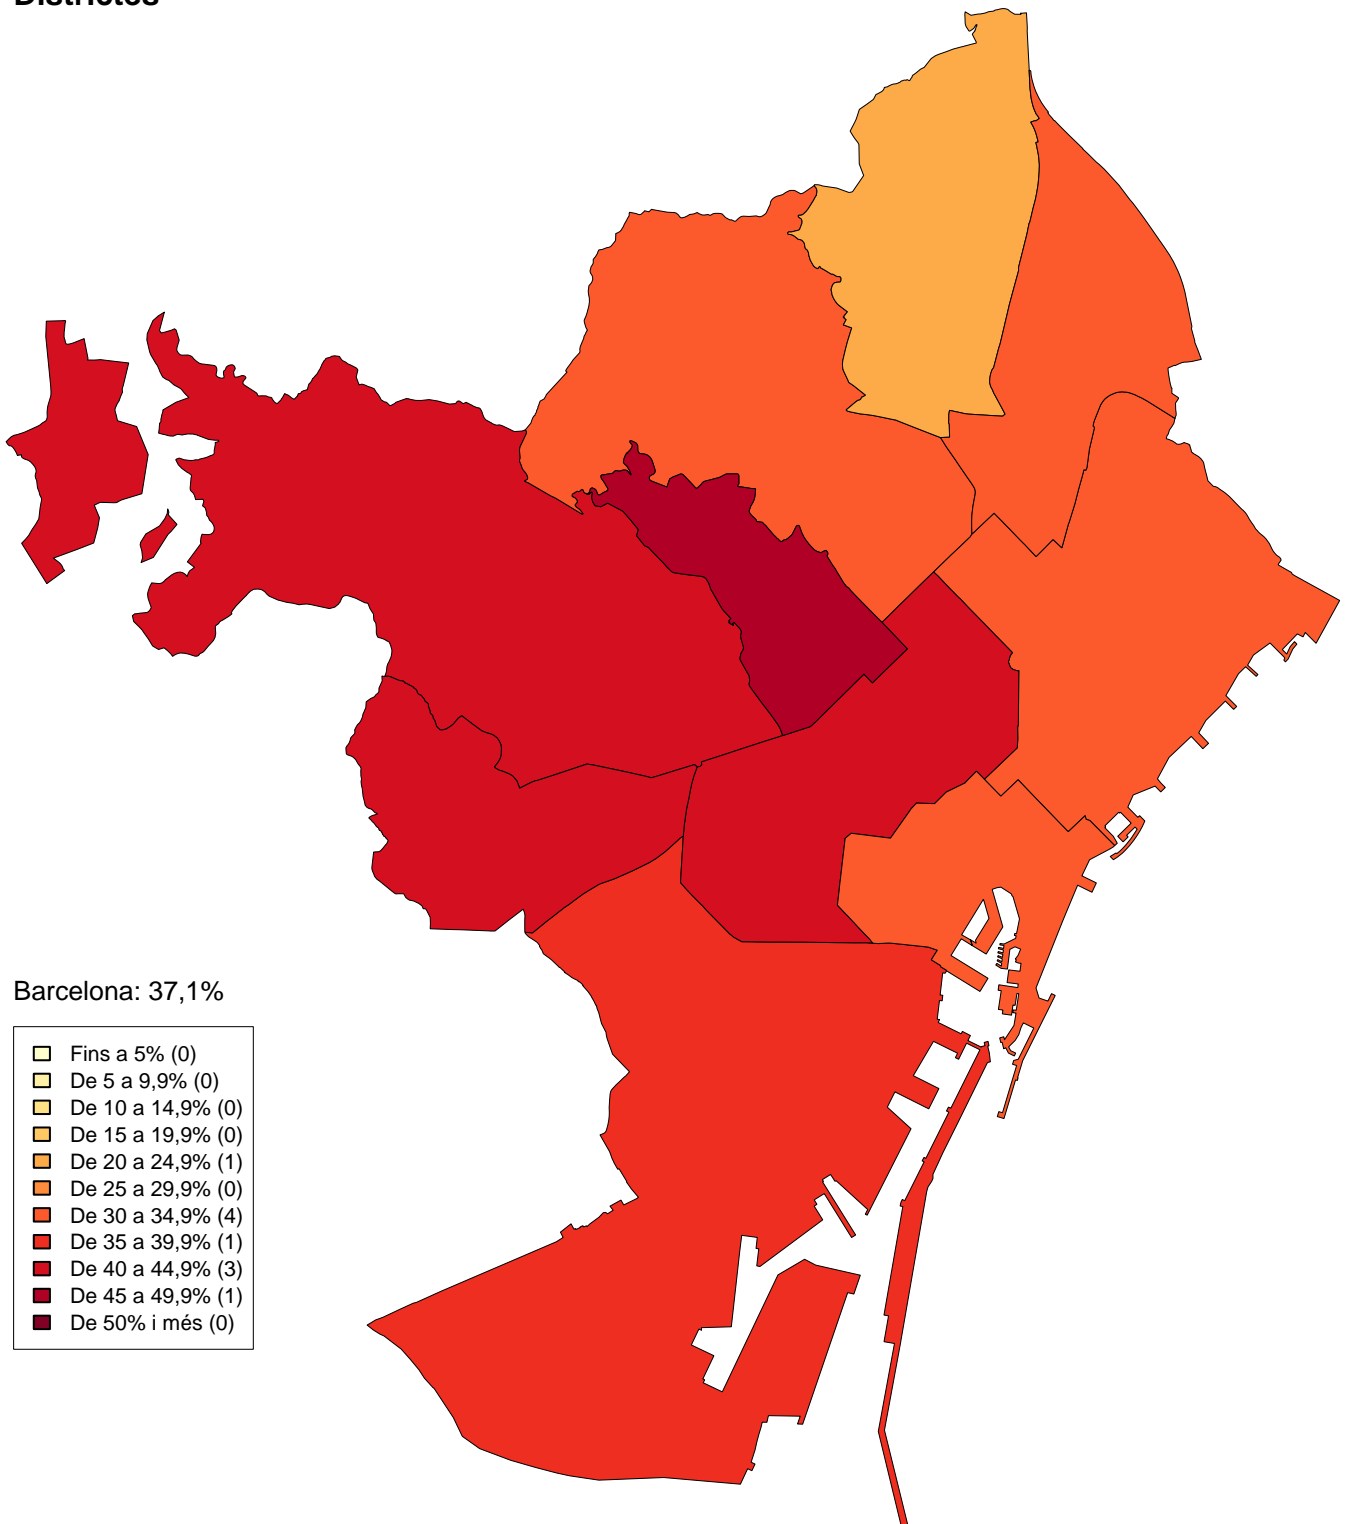 Districtes
Barcelona: 37,1%
Fins a 5% (0)
De 5 a 9,9% (0)
De 10 a 14,9% (0)
De 15 a 19,9% (0)
De 20 a 24,9% (1)
De 25 a 29,9% (0)
De 30 a 34,9% (4)
De 35 a 39,9% (1)
De 40 a 44,9% (3)
De 45 a 49,9% (1)
De 50% i més (0)